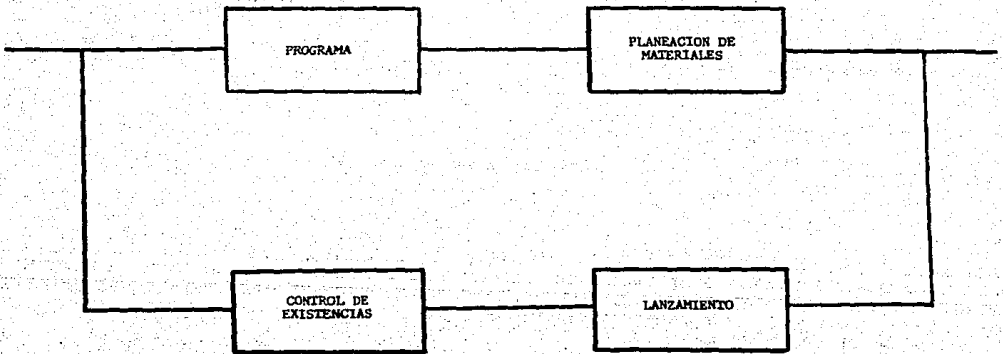 PROGRAMA
PLANEACION DE
MATERIALES
CONTROL DE
EXISTENCIAS
LANZAMIENTO